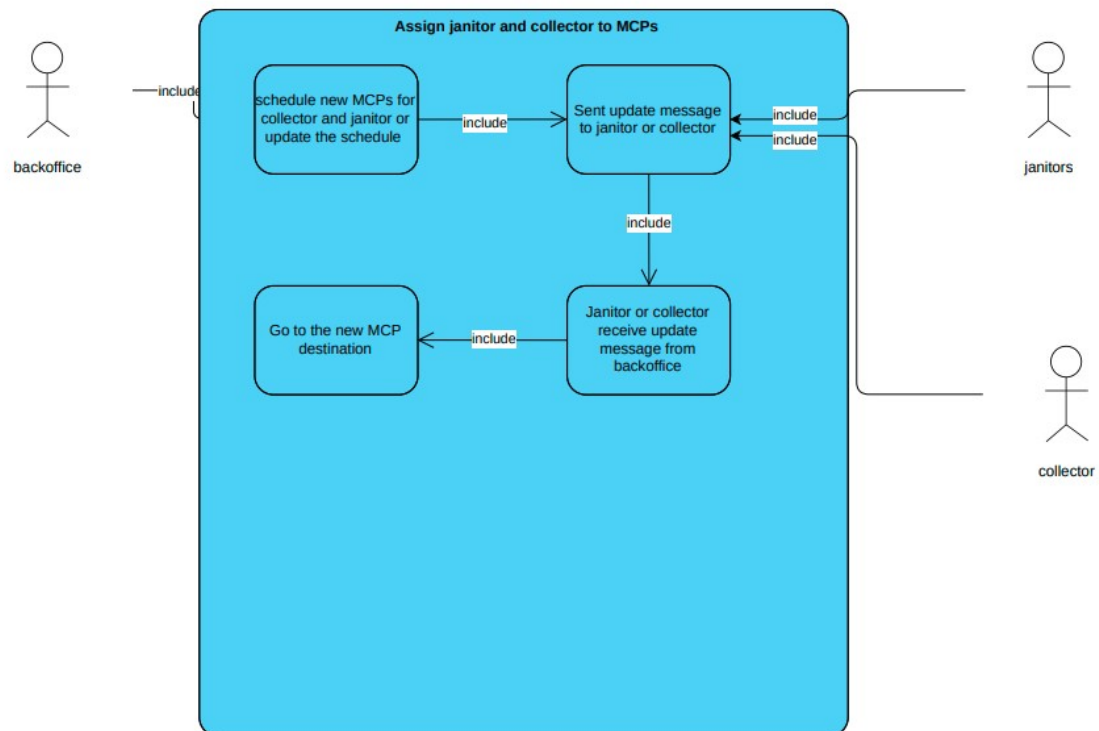 Assign janitor and collector to MCPs
schedule new MCPs for
collector and janitor or
update the schedule
include
Sent update message
to janitor or collector
include
include
include
backoffice
janitors
include
Go to the new MCP
destination
include
Janitor or collector
receive update
message from
backoffice
collector